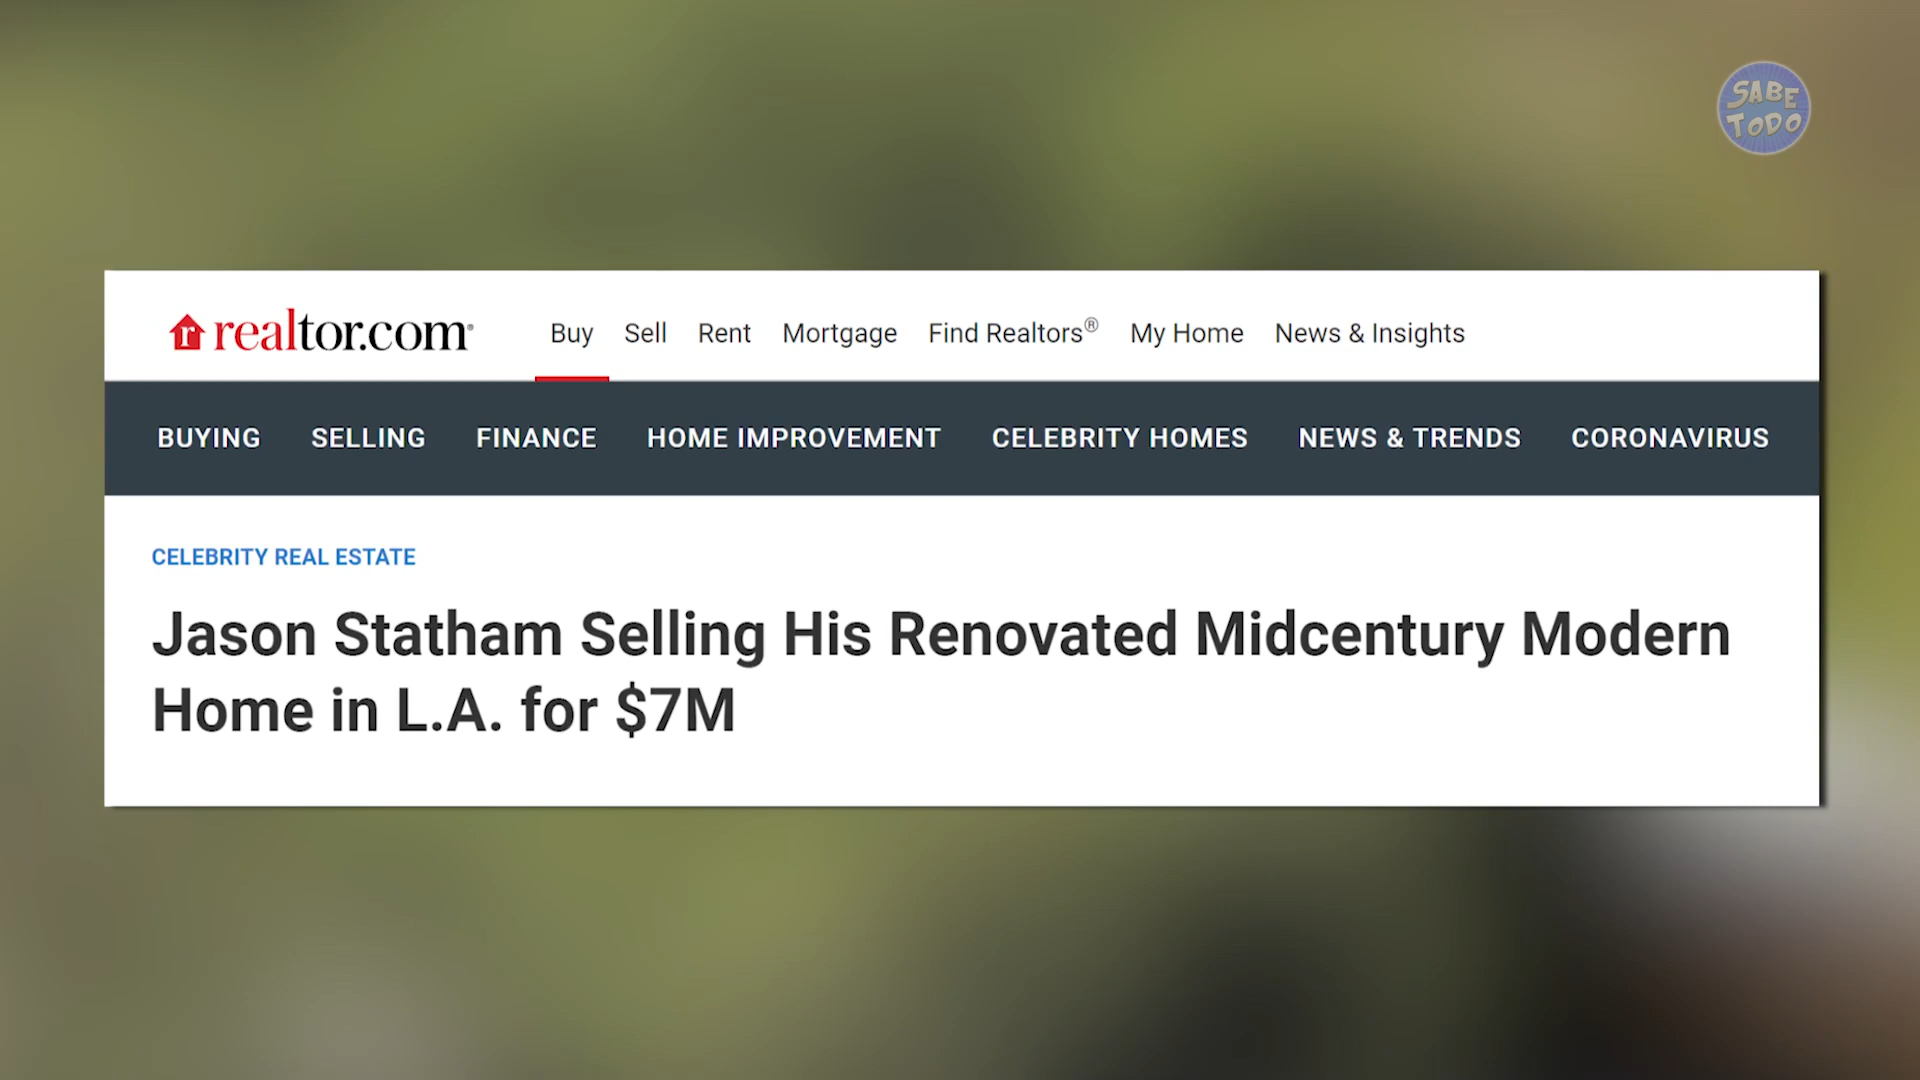 SABE
TODO
realtor.com®
Buy Sell Rent Mortgage Find Realtors® My Home News & Insights
BUYING SELLING FINANCE HOME IMPROVEMENT CELEBRITY HOMES NEWS & TRENDS CORONAVIRUS
CELEBRITY REAL ESTATE
Jason Statham Selling His Renovated Midcentury Modern
Home in L.A. for $7M